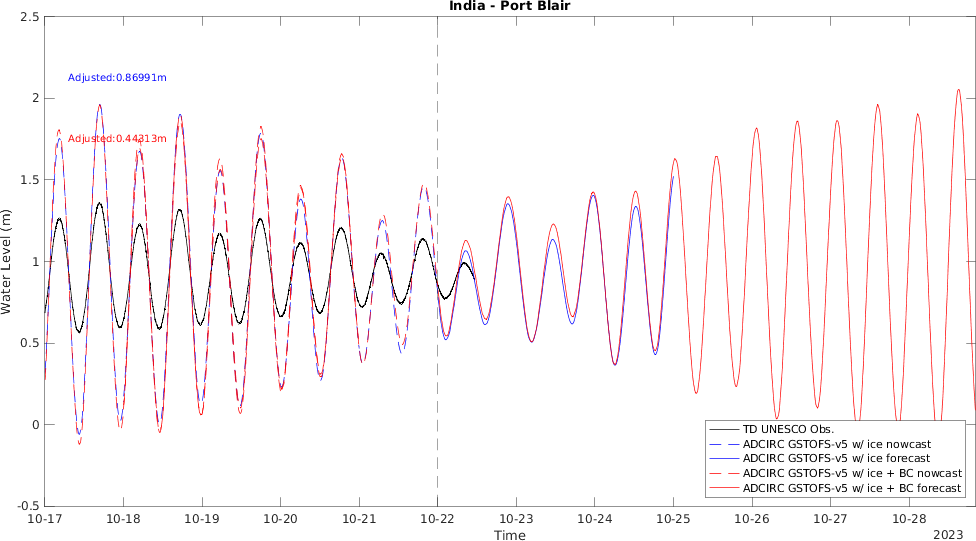 India - Port Blair
2.5
2
1.5
1
0.5
0
-0.5
Water Level (m)
Adjusted:0.86991m
Adjusted:0.44313m
TD UNESCO Obs.
ADCIRC GSTOFS-v5 w/ ice nowcast
ADCIRC GSTOFS-v5 w/ ice forecast
ADCIRC GSTOFS-v5 w/ ice + BC nowcast
ADCIRC GSTOFS-v5 w/ ice + BC forecast
10-17 10-18 10-19 10-20 10-21 10-22 10-23 10-24 10-25 10-26 10-27 10-28
Time
2023